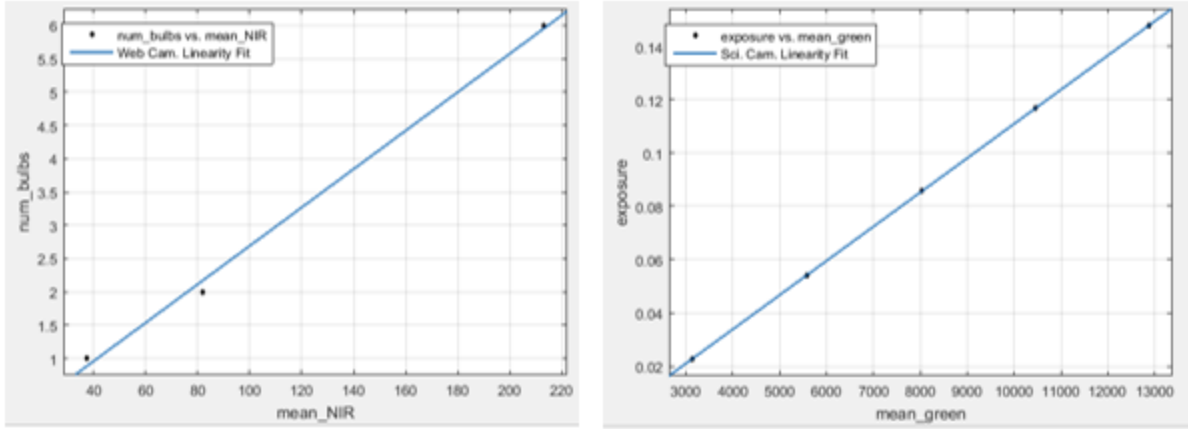 num_bulbs vs. mean_NIR
Web Cam. Linearity Fit
6
5.5
5
4.5
4
3.5
3
2.5
2
1.5
1
num_bulbs
40 60 80 100 120 140 160 180 200 220
mean_NIR
exposure vs. mean_green
Sci. Cam. Linearity Fit
0.14
0.12
0.1
0.08
0.06
0.04
0.02
exposure
3000 4000 5000 6000 7000 8000 9000 10000 11000 12000 13000
mean_green